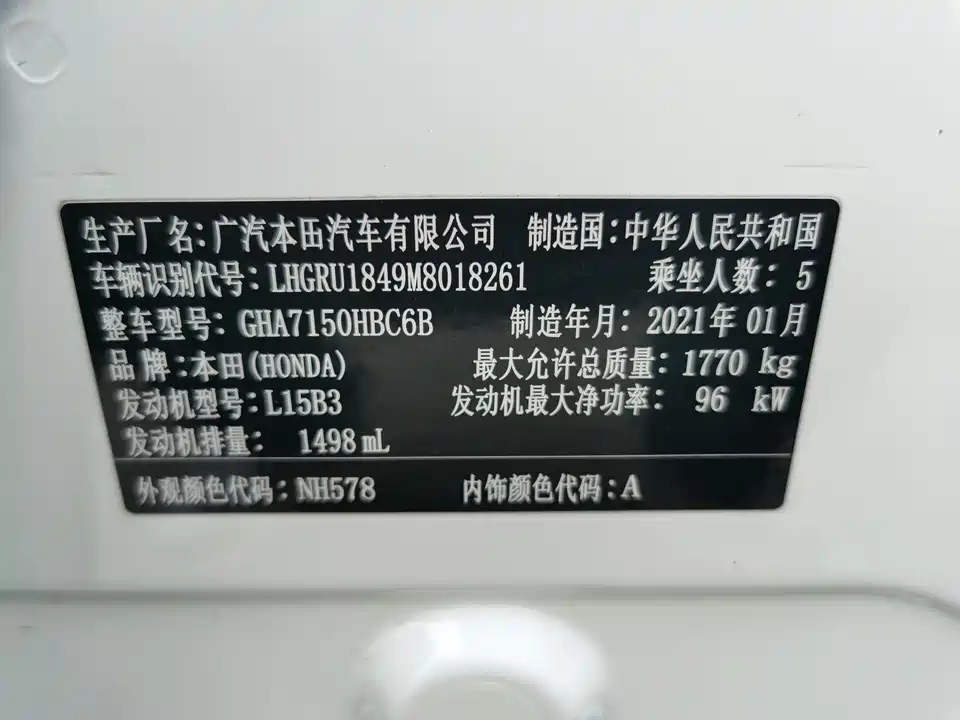 生产厂名:广汽本田汽车有限公司 制造国:中华人民共和国
车辆识别代号:LHGRU1849M8018261 乘坐人数:5
整车型号:GHA7150HBC6B 制造年月:2021年01月
品牌:本田(HONDA) 最大允许总质量:1770 kg
发动机型号:L15B3 发动机最大净功率:96 kW
发动机排量: 1498mL
外观颜色代码:NH578 内饰颜色代码:A